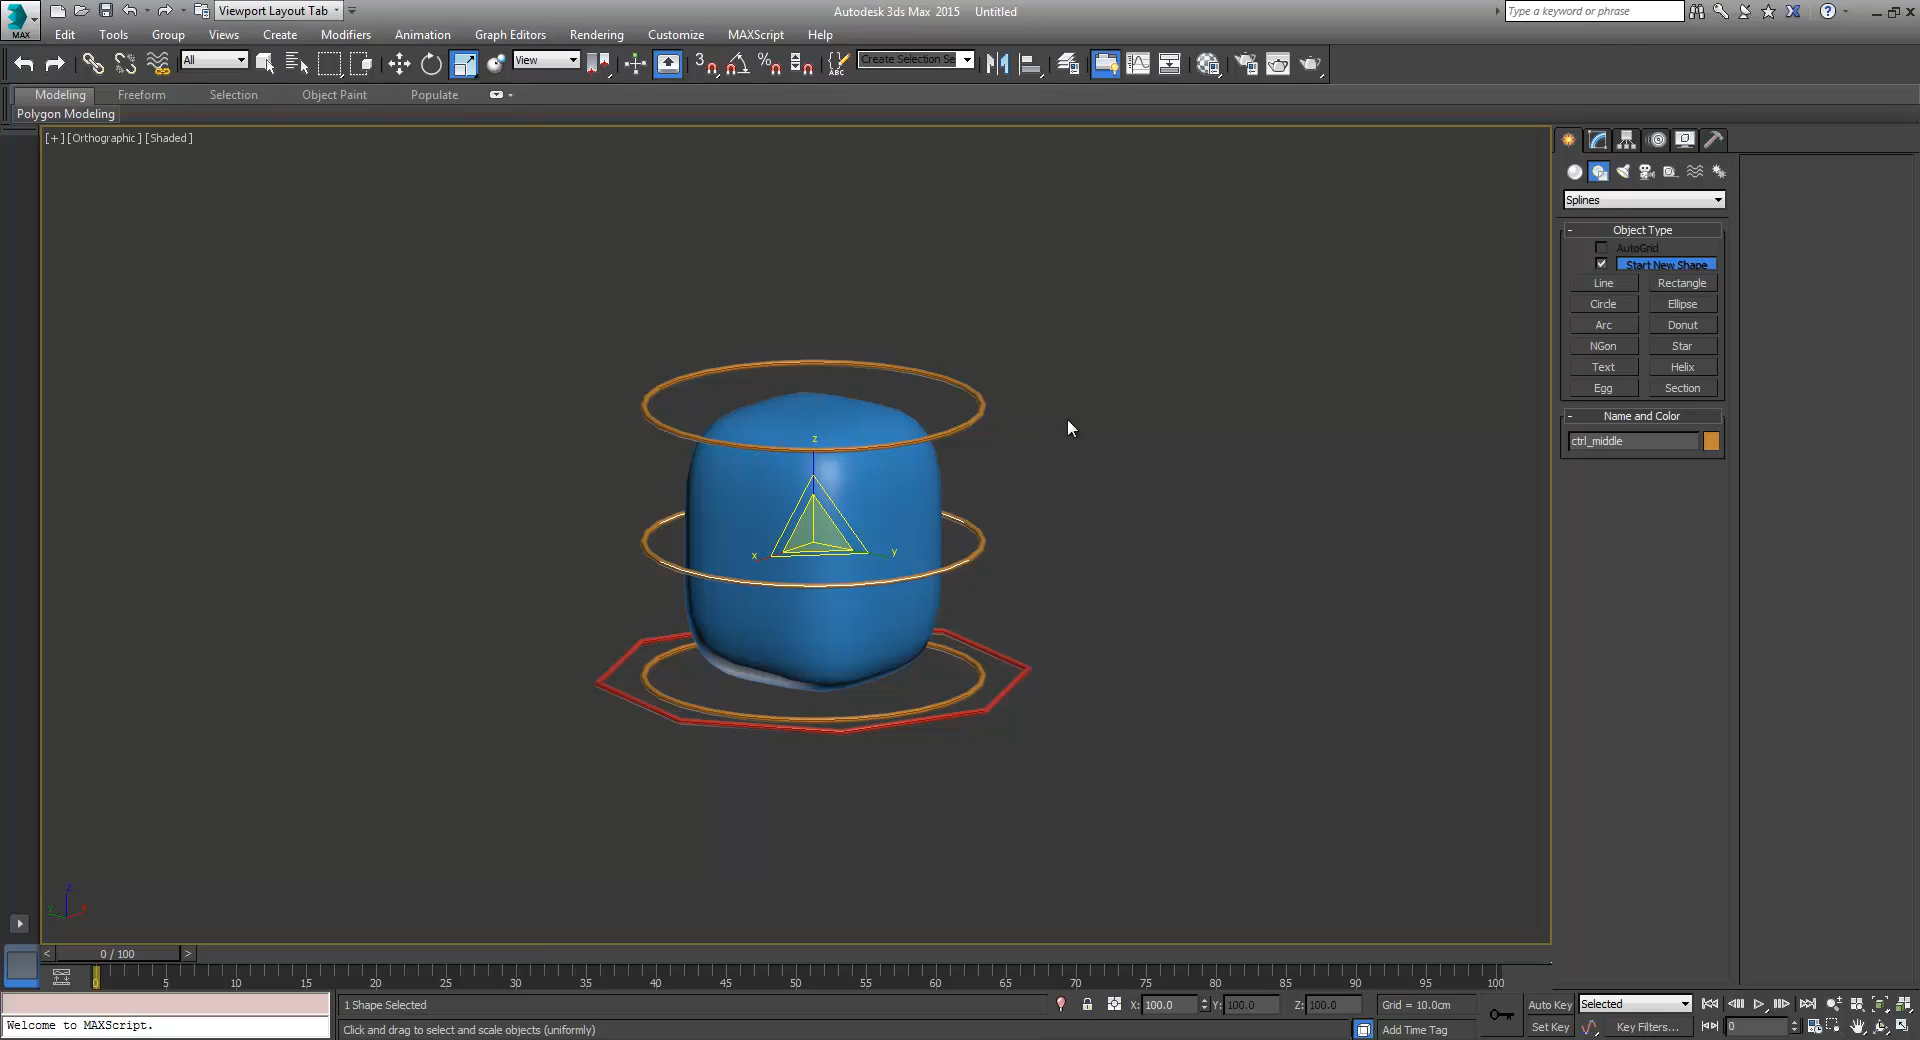 Viewport Layout Tab
Autodesk 3ds Max 2015 Untitled
Type a keyword or phrase
MAX
Edit Tools Group Views Create Modifiers Animation Graph Editors Rendering Customize MAXScript Help
All
View
3
%
ABC
Create Selection Se
Modeling Freeform Selection Object Paint Populate
Polygon Modeling
[+][Orthographic][Shaded]
Splines
- Object Type
AutoGrid
Start New Shape
Line Rectangle
Circle Ellipse
Arc Donut
NGon Star
Text Helix
Egg Section
- Name and Color
ctrl_middle
z
x y
z
y x
< 0 / 100 >
0 5 10 15 20 25 30 35 40 45 50 55 60 65 70 75 80 85 90 95 100
1 Shape Selected
X: 100.0 Y: 100.0 Z: 100.0
Grid = 10.0cm
Auto Key Selected
Welcome to MAXScript.
Click and drag to select and scale objects (uniformly)
Add Time Tag
Set Key Key Filters... 0